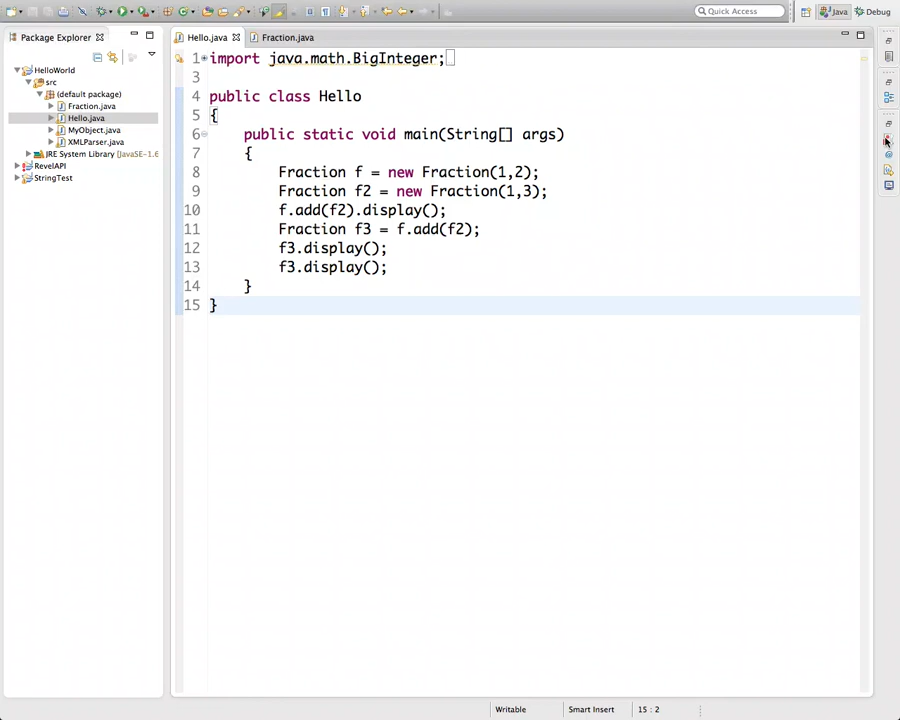 Quick Access
Java
Debug
Package Explorer
Hello.java
Fraction.java
HelloWorld
src
(default package)
Fraction.java
Hello.java
MyObject.java
XMLParser.java
JRE System Library [JavaSE-1.6
RevelAPI
StringTest
1 import java.math.BigInteger;
3
4 public class Hello
5 {
6 public static void main(String[] args)
7 {
8 Fraction f = new Fraction(1,2);
9 Fraction f2 = new Fraction(1,3);
10 f.add(f2).display();
11 Fraction f3 = f.add(f2);
12 f3.display();
13 f3.display();
14 }
15 }
Writable
Smart Insert
15 : 2